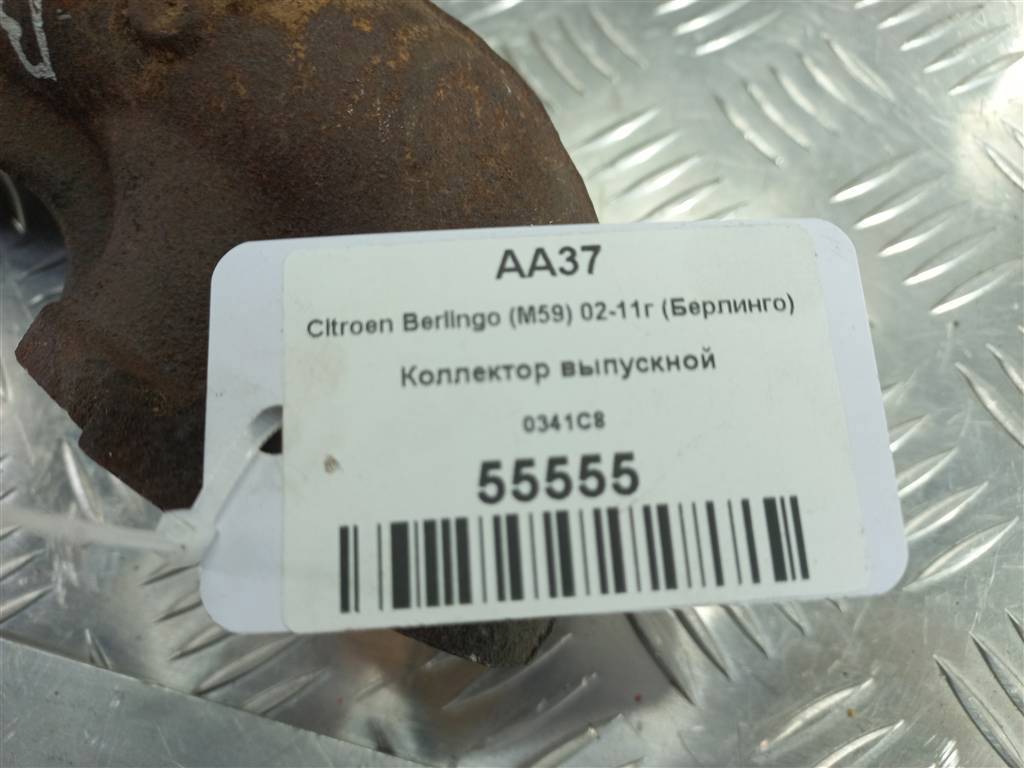 AA37
Citroen Berlingo (M59) 02-11г (Берлинго)
Коллектор выпускной
0341C8
55555